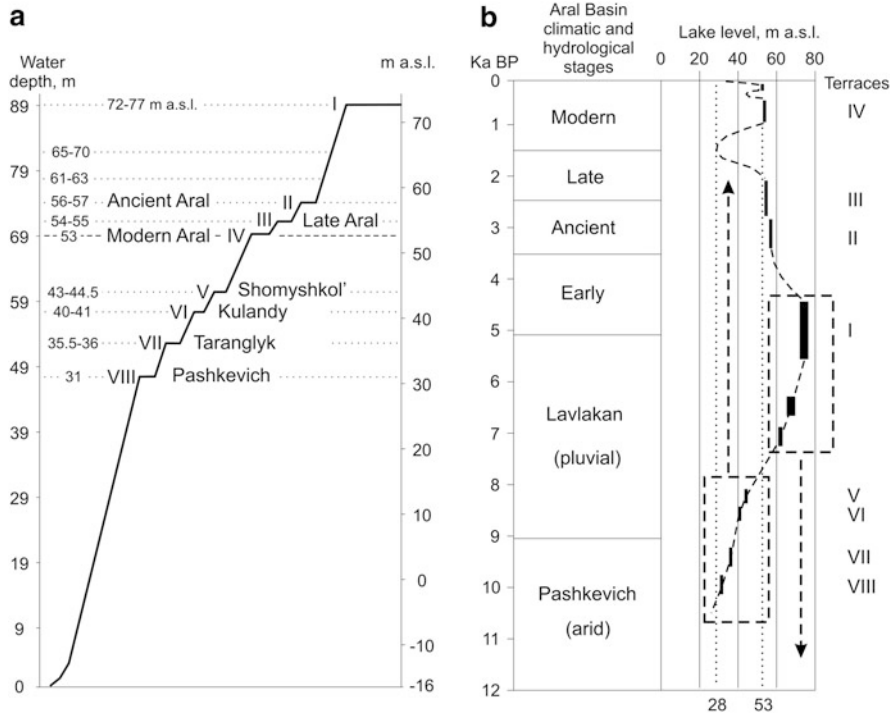 a
Water
depth, m
m a.s.l.
89
79
69
59
49
39
29
19
9
0
72-77 m a.s.l.
I
65-70
61-63
56-57
Ancient Aral
II
54-55
III
Late Aral
53
Modern Aral
IV
43-44.5
V
Shomyshkol'
40-41
VI
Kulandy
35.5-36
VII
Taranglyk
31
VIII
Pashkevich
70
60
50
40
30
20
10
0
-10
-16
b
Ka BP
Aral Basin
climatic and
hydrological
stages
Lake level, m a.s.l.
0 20 40 60 80
Terraces
0
1
2
3
4
5
6
7
8
9
10
11
12
Modern
Late
Ancient
Early
Lavlakan
(pluvial)
Pashkevich
(arid)
IV
III
II
I
V
VI
VII
VIII
28 53